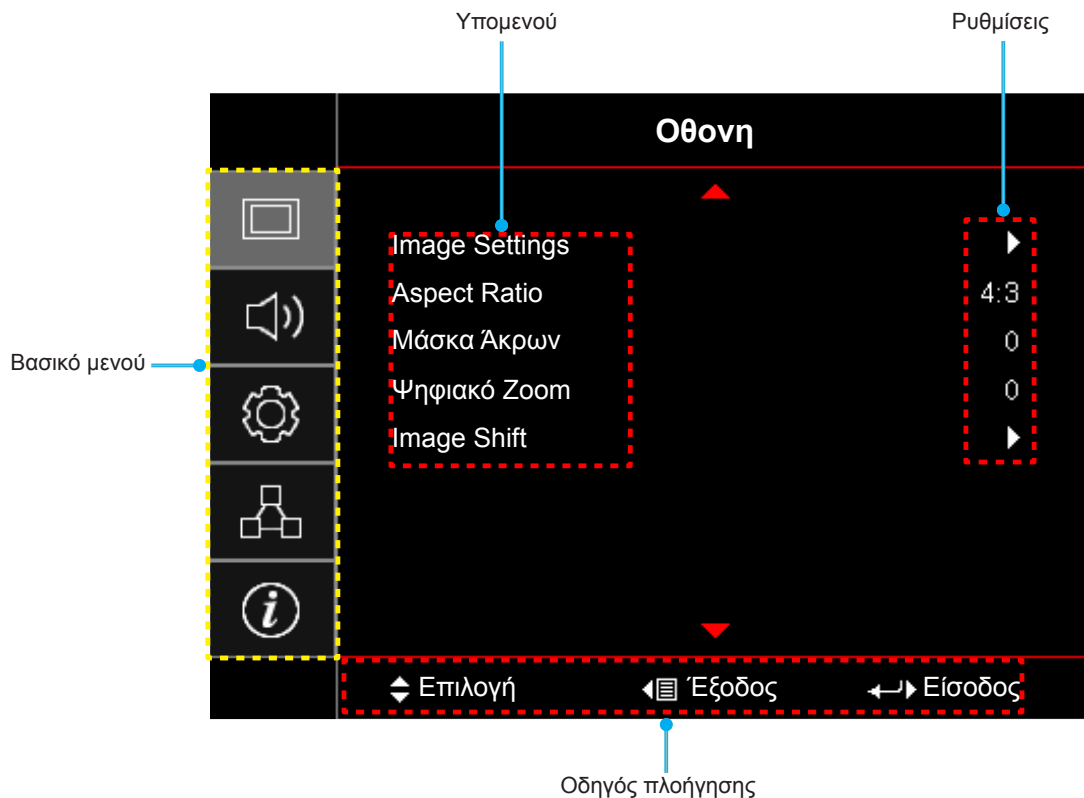 Υπομενού
Ρυθμίσεις
Οθονη
Image Settings
Aspect Ratio
4:3
Μάσκα Άκρων
0
Βασικό μενού
Ψηφιακό Zoom
0
Image Shift
i
Επιλογή
Έξοδος
Είσοδος
Οδηγός πλοήγησης